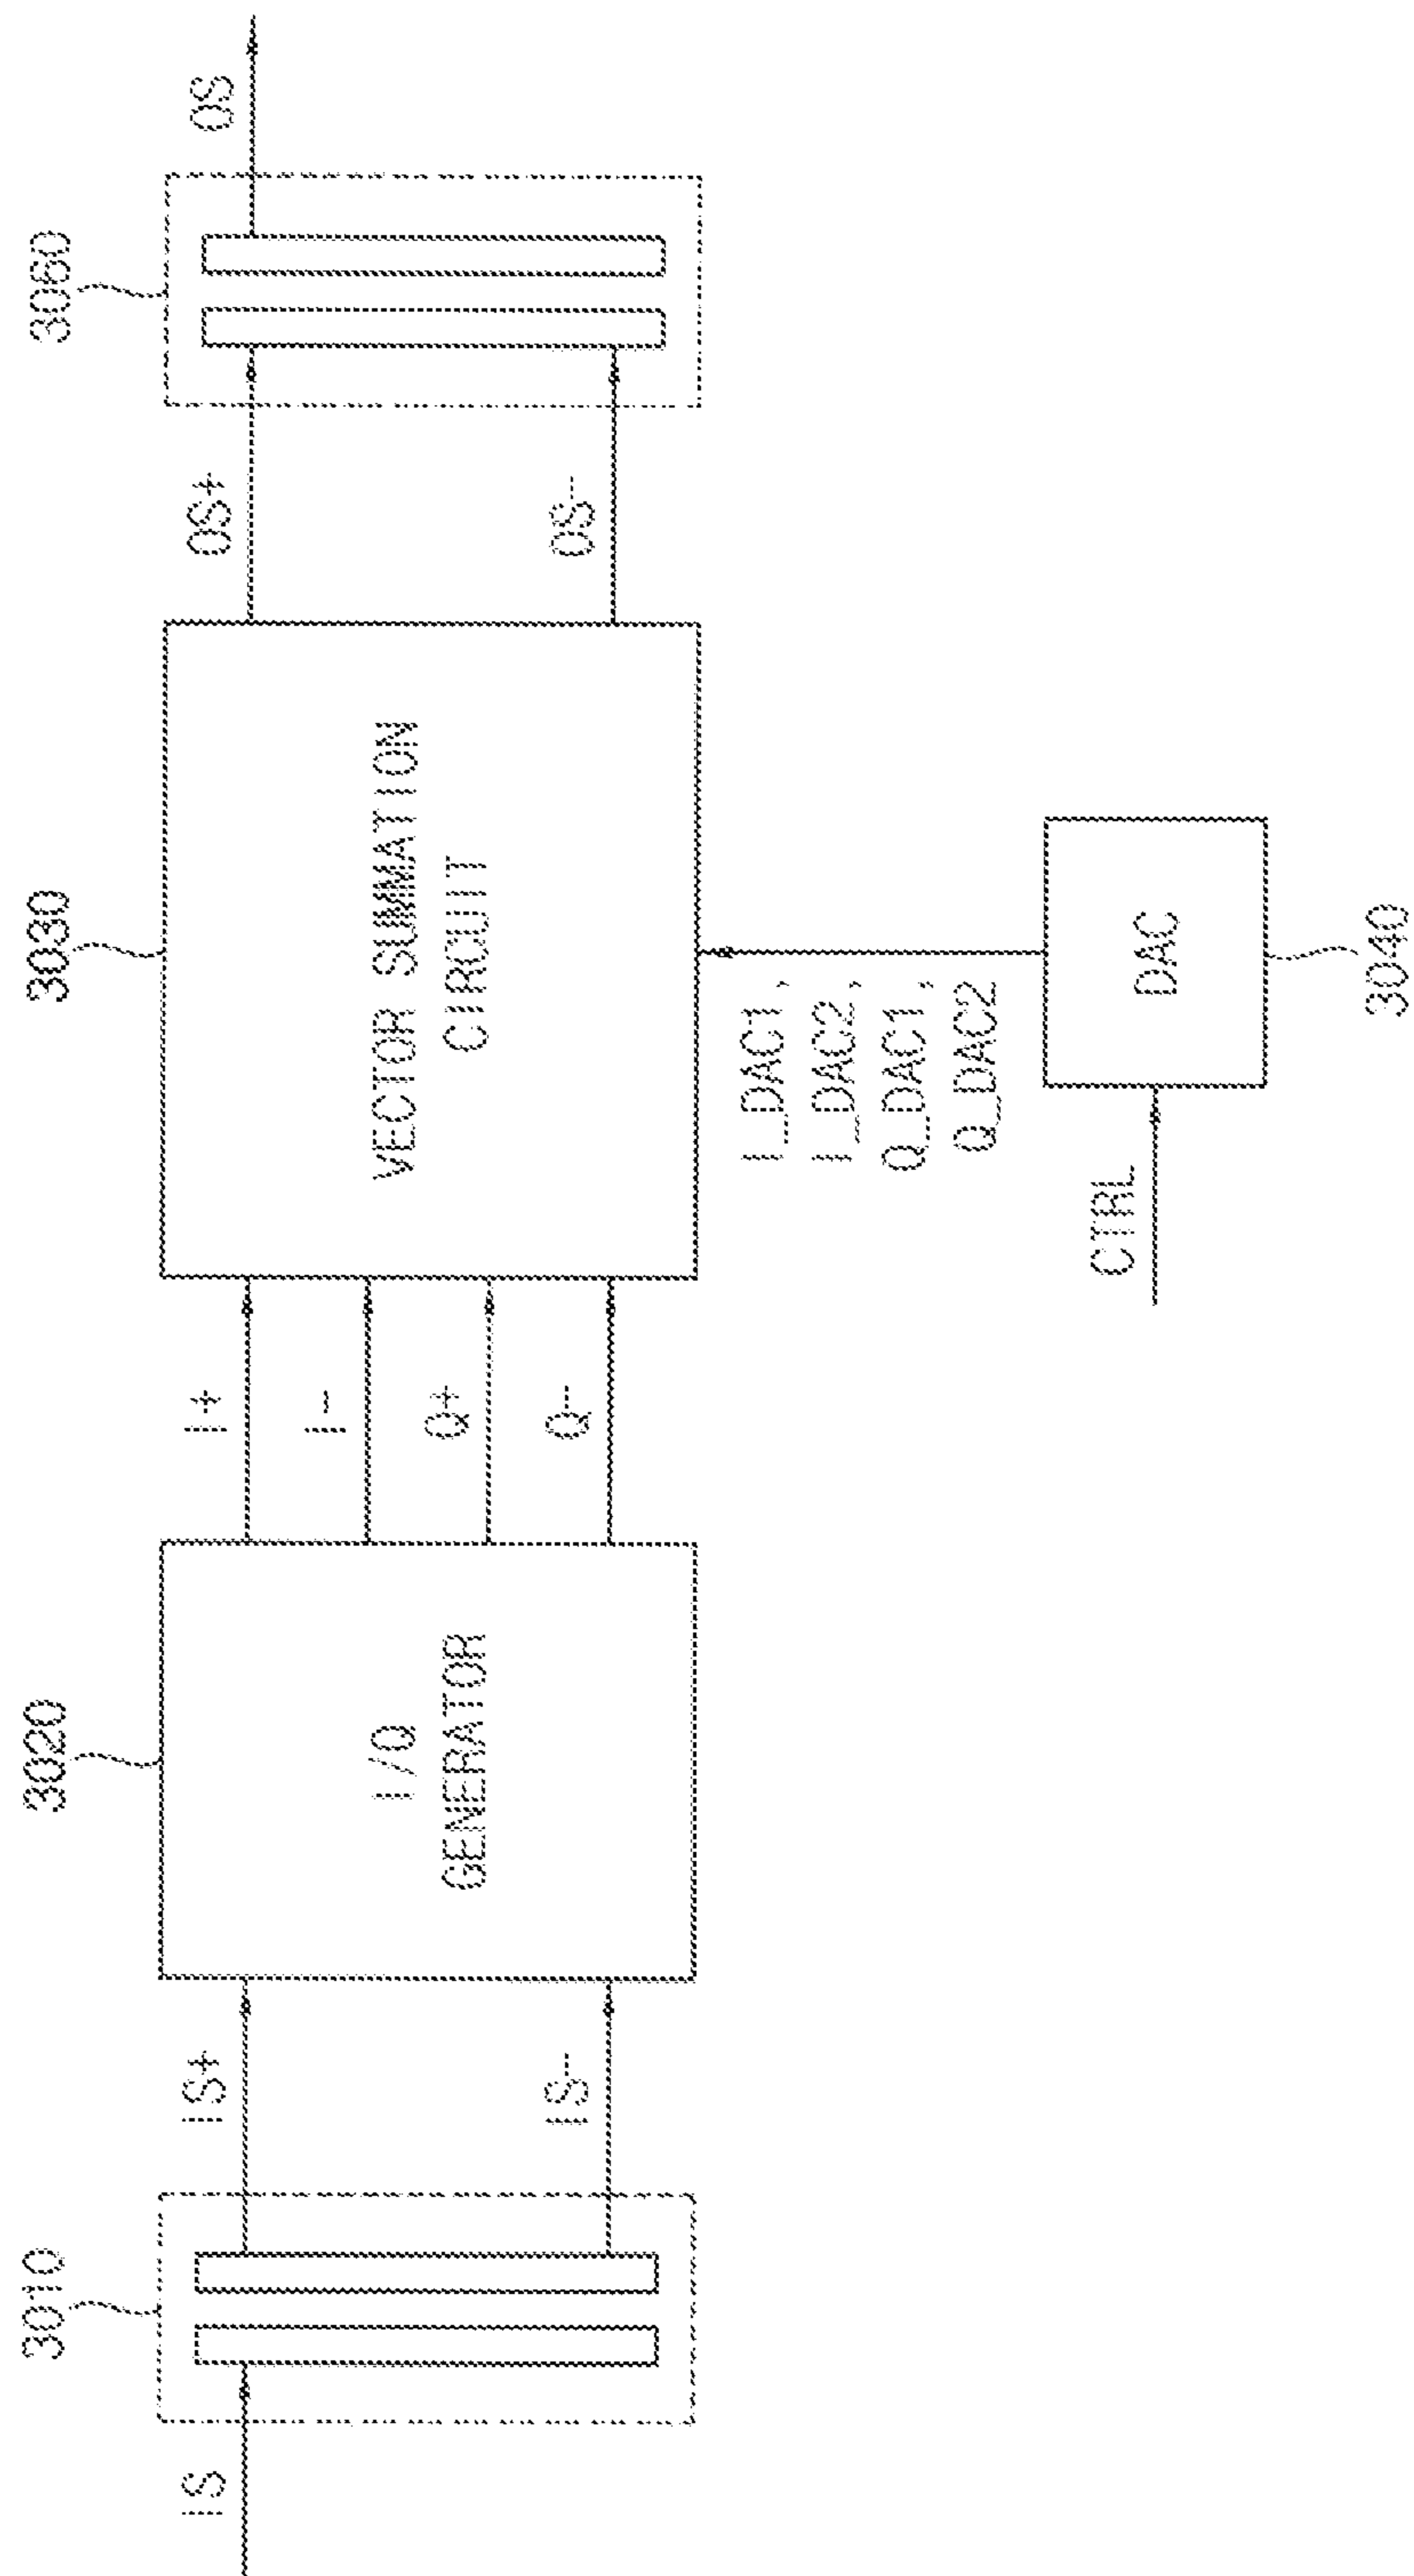 3010
3020
3030
3060
IS
IS+
IS-
I/Q
GENERATOR
I+
I-
Q+
Q-
VECTOR SUMMATION
CIRCUIT
OS+
OS-
OS
I_DAC1,
I_DAC2,
Q_DAC1,
Q_DAC2
CTRL
DAC
3040